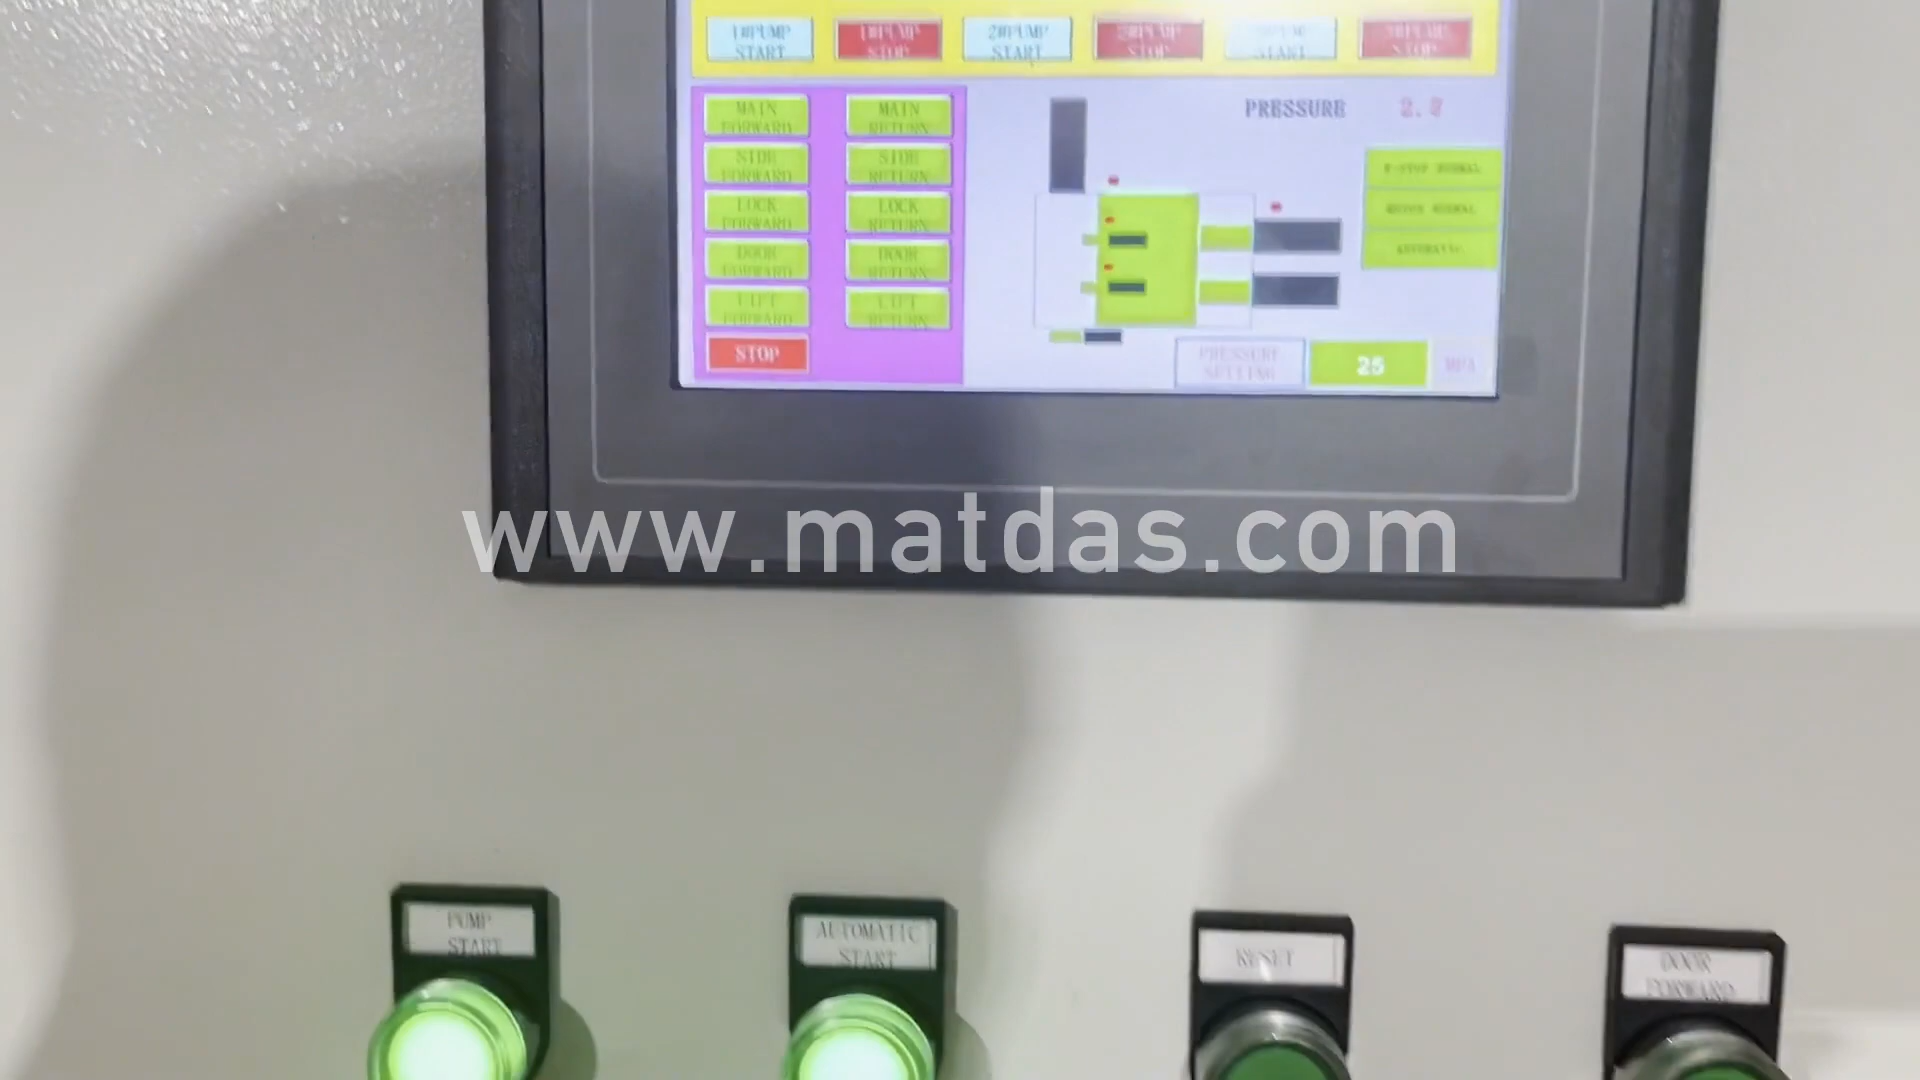 1#PUMP
START
1#PUMP
STOP
2#PUMP
START
2#PUMP
STOP
3#PUMP
START
3#PUMP
STOP
MAIN
FORWARD
MAIN
RETURN
SIDE
FORWARD
SIDE
RETURN
LOCK
FORWARD
LOCK
RETURN
DOOR
FORWARD
DOOR
RETURN
LIFT
FORWARD
LIFT
RETURN
STOP
PRESSURE
E-STOP NORMAL
MOTOR NORMAL
AUTOMATIC
PRESSURE
SETTING
25
MPA
www.matdas.com
PUMP
START
AUTOMATIC
START
RESET
DOOR
FORWARD